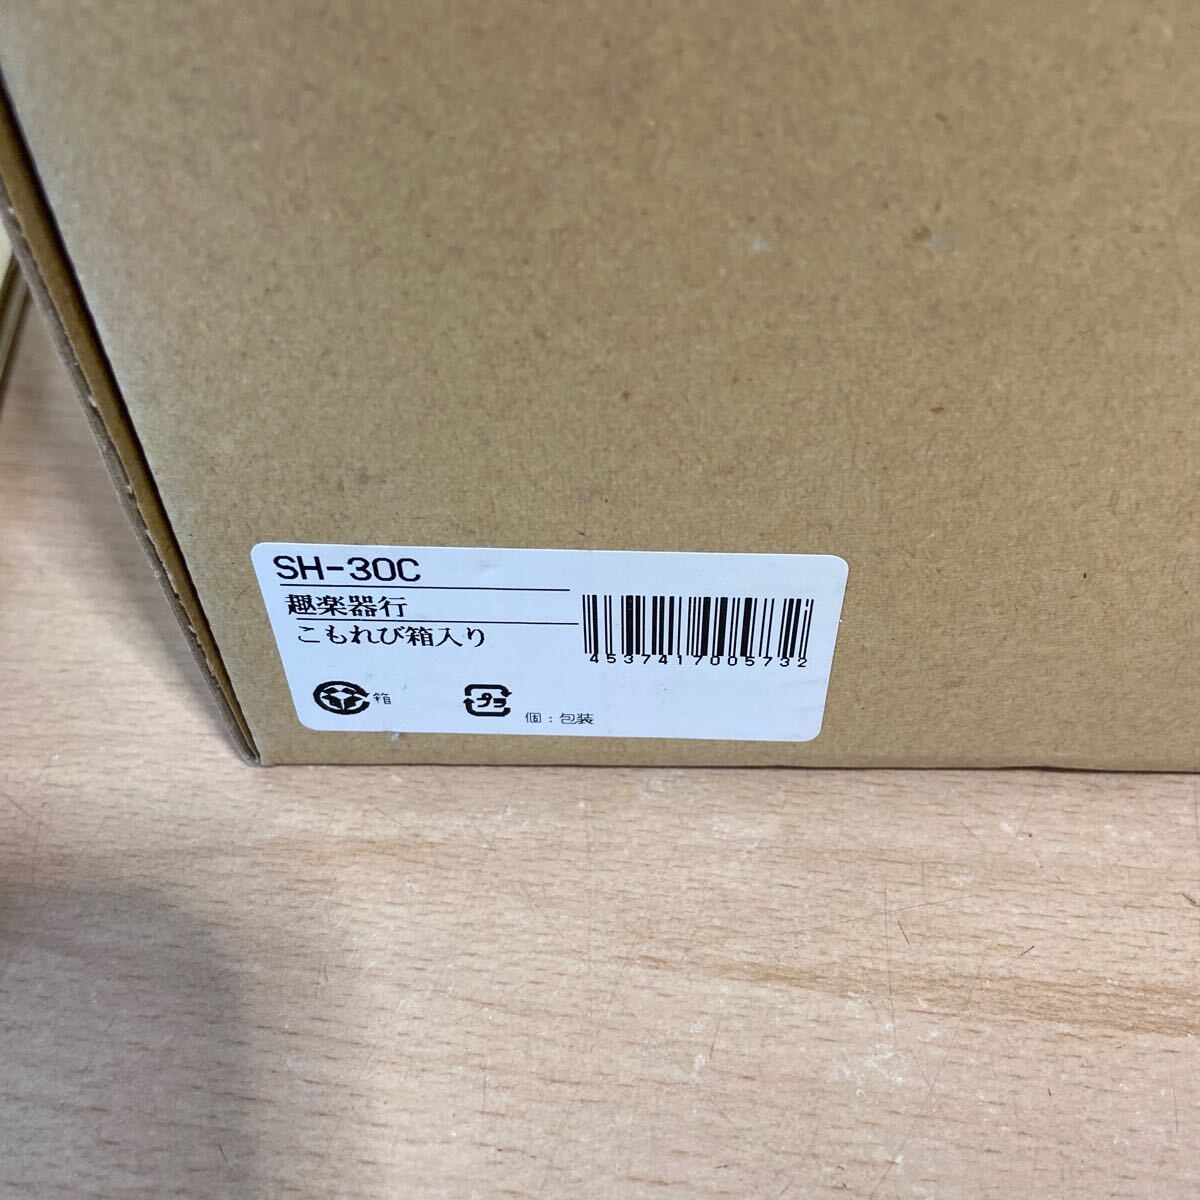 SH-30C
趣楽器行
こもれび箱入り
4537417005732
箱
プラ
個：包装